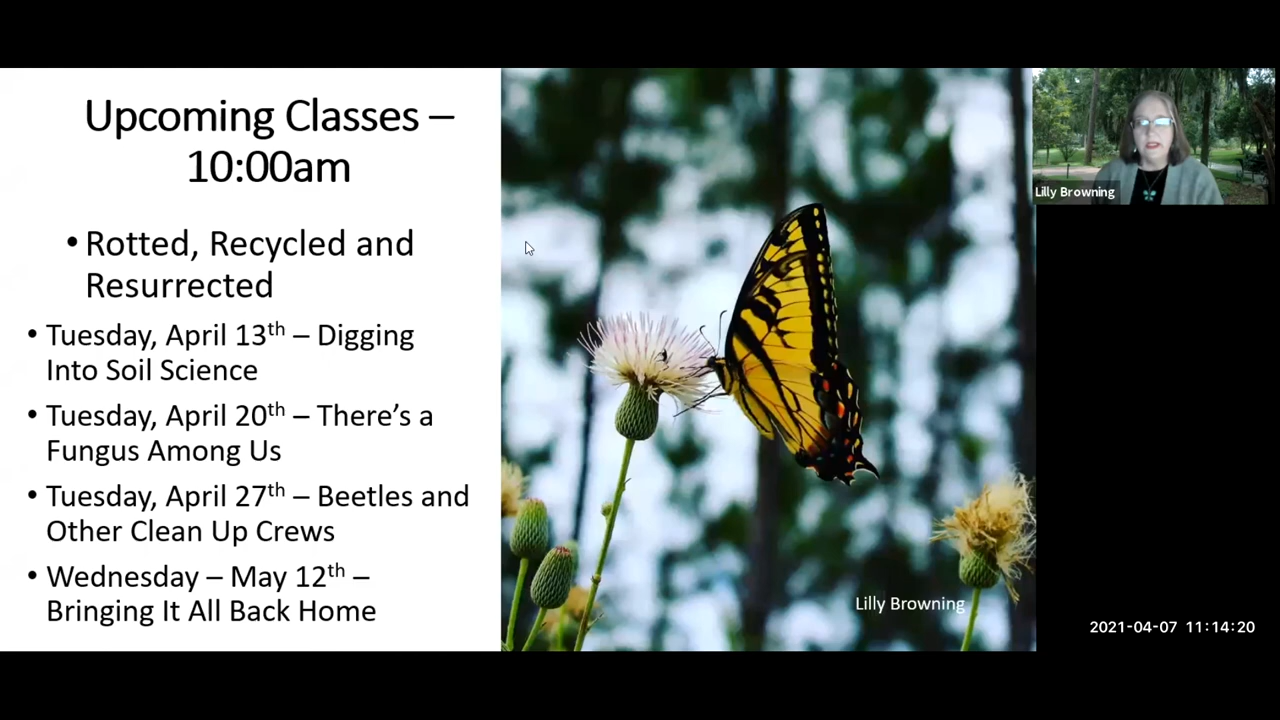 Upcoming Classes –
10:00am
• Rotted, Recycled and
Resurrected
• Tuesday, April 13th – Digging
Into Soil Science
• Tuesday, April 20th – There's a
Fungus Among Us
• Tuesday, April 27th – Beetles and
Other Clean Up Crews
• Wednesday – May 12th –
Bringing It All Back Home
Lilly Browning
Lilly Browning
2021-04-07 11:14:20